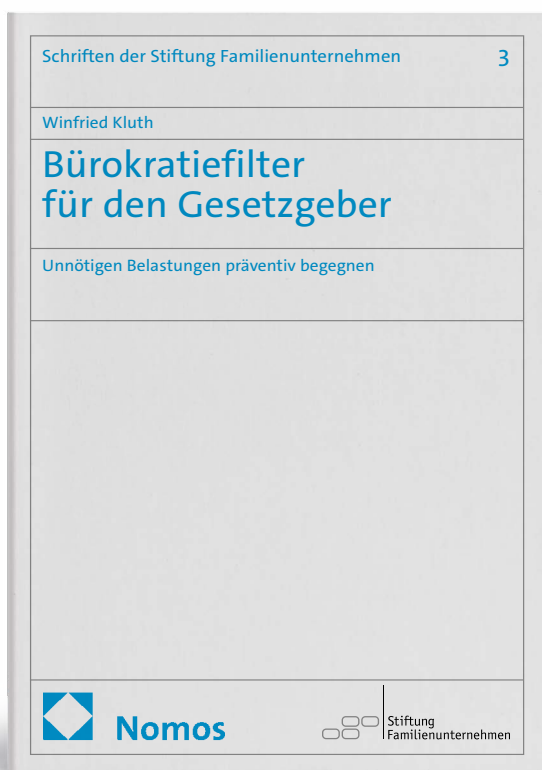 Schriften der Stiftung Familienunternehmen 3
Winfried Kluth
Bürokratiefilter
für den Gesetzgeber
Unnötigen Belastungen präventiv begegnen
Nomos
Stiftung
Familienunternehmen